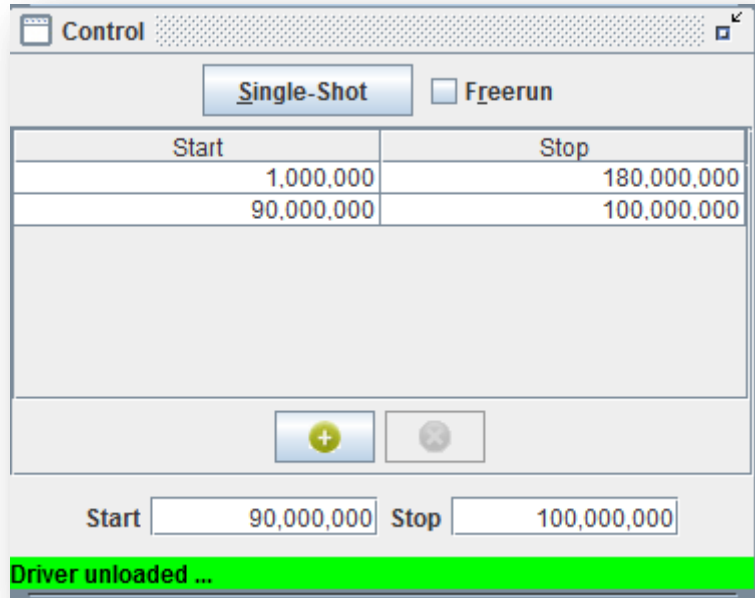 Control
Single-Shot Freerun
Start Stop
1,000,000 180,000,000
90,000,000 100,000,000
Start 90,000,000 Stop 100,000,000
Driver unloaded ...